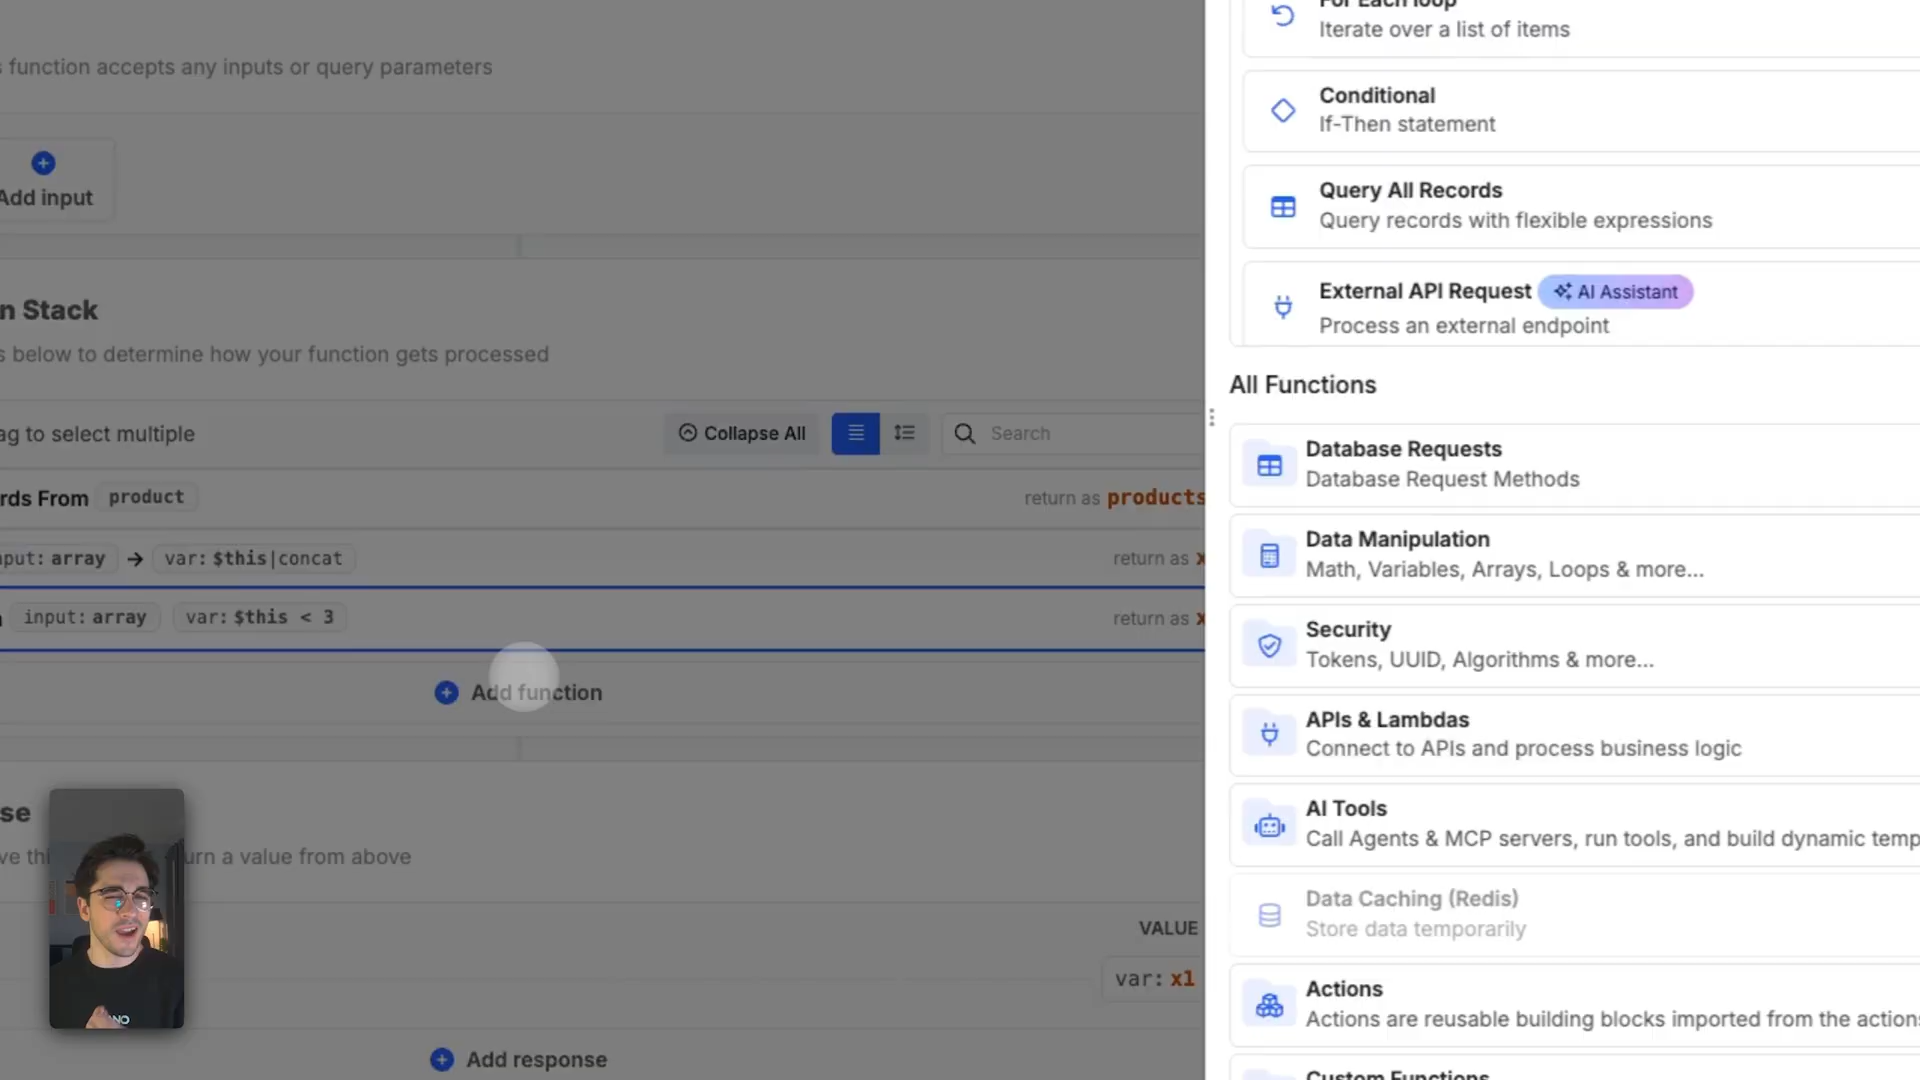 s function accepts any inputs or query parameters
Add input
n Stack
s below to determine how your function gets processed
ag to select multiple
Collapse All
Search
rds From product
return as products
nput: array → var: $this|concat
return as x
input: array var: $this < 3
return as x
Add function
se
ve thi
urn a value from above
VALUE
var: x1
Add response
For Each loop
Iterate over a list of items
Conditional
If-Then statement
Query All Records
Query records with flexible expressions
External API Request AI Assistant
Process an external endpoint
All Functions
Database Requests
Database Request Methods
Data Manipulation
Math, Variables, Arrays, Loops & more...
Security
Tokens, UUID, Algorithms & more...
APIs & Lambdas
Connect to APIs and process business logic
AI Tools
Call Agents & MCP servers, run tools, and build dynamic temp
Data Caching (Redis)
Store data temporarily
Actions
Actions are reusable building blocks imported from the actions
Custom Functions